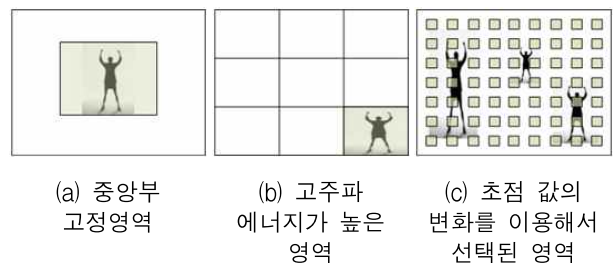 (a) 중앙부
고정영역
(b) 고주파
에너지가 높은
영역
(c) 초점 값의
변화를 이용해서
선택된 영역